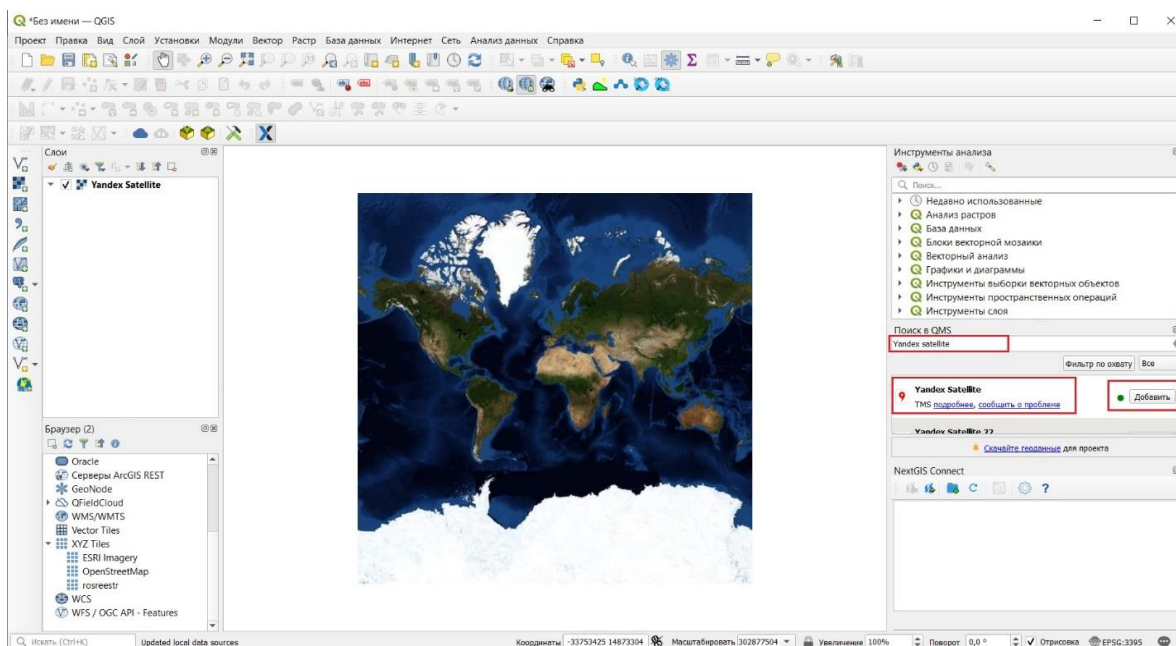 *Без имени — QGIS
Проект Правка Вид Слой Установки Модули Вектор Растр База данных Интернет Сеть Анализ данных Справка
Слои
Yandex Satellite
Браузер (2)
Oracle
Серверы ArcGIS REST
GeoNode
QFieldCloud
WMS/WMTS
Vector Tiles
XYZ Tiles
ESRI Imagery
OpenStreetMap
rosreestr
WCS
WFS / OGC API - Features
Инструменты анализа
Поиск...
Недавно использованные
Анализ растров
База данных
Блоки векторной мозаики
Векторный анализ
Графики и диаграммы
Инструменты выборки векторных объектов
Инструменты пространственных операций
Инструменты слоя
Поиск в QMS
Yandex satellite
Фильтр по охвату Все
Yandex Satellite
TMS подробнее, сообщить о проблеме
Добавить
Yandex Satellite ??
Скачайте геоданные для проекта
NextGIS Connect
Искать (Ctrl+K) Updated local data sources Координаты -33753425 14873304 Масштабировать 302877504 Увеличение 100% Поворот 0,0 ° Отрисовка EPSG:3395